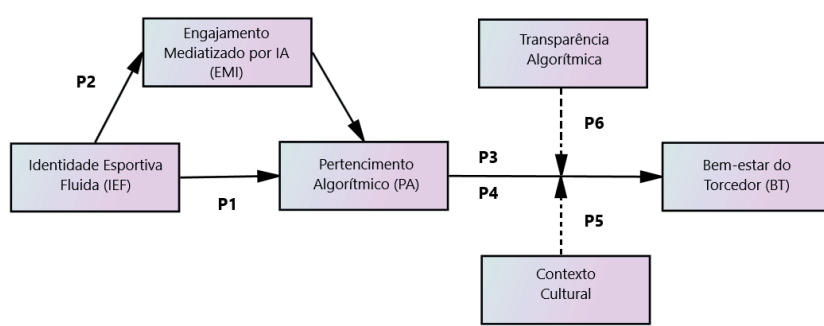 Engajamento
Mediatizado por IA
(EMI)
Transparência
Algorítmica
P2
P6
Identidade Esportiva
Fluida (IEF)
P1
Pertencimento
Algorítmico (PA)
P3
P4
Bem-estar do
Torcedor (BT)
P5
Contexto
Cultural